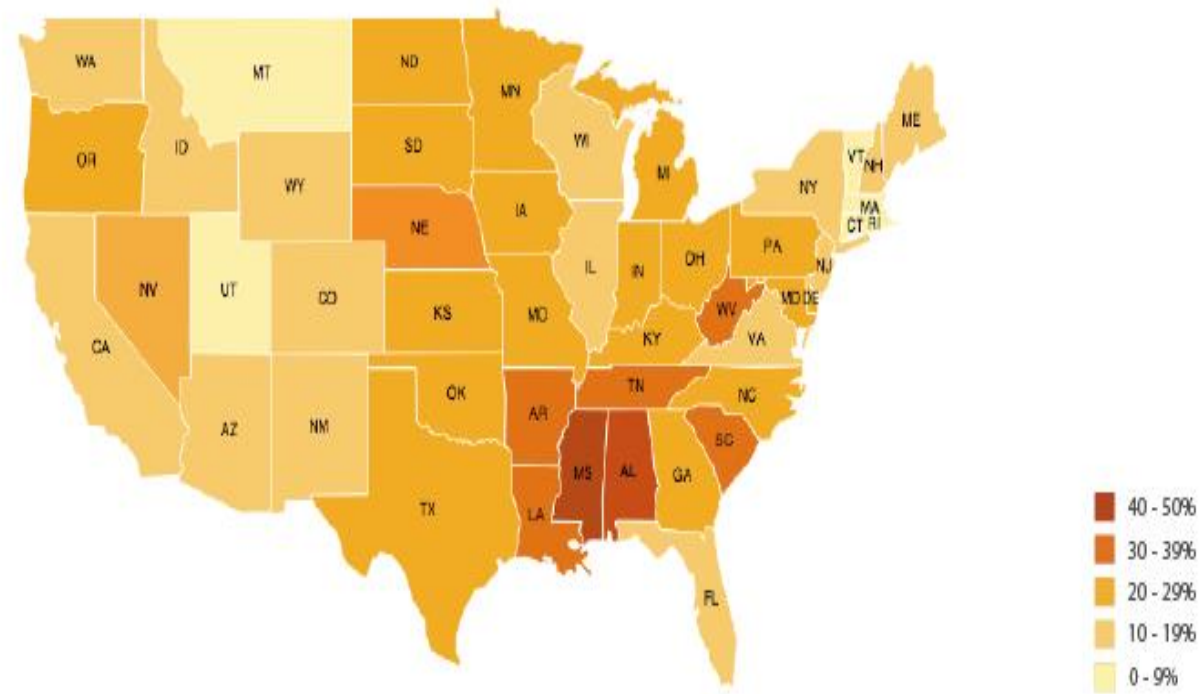 WA
MT
ND
MN
OR
ID
WY
SD
WI
MI
ME
VT
NH
NY
MA
CT
RI
NE
IA
PA
NJ
NV
UT
CO
CA
KS
MO
IL
IN
OH
MD
DE
WV
VA
KY
AZ
NM
OK
AR
TN
NC
TX
LA
MS
AL
GA
SC
FL
40 - 50%
30 - 39%
20 - 29%
10 - 19%
0 - 9%